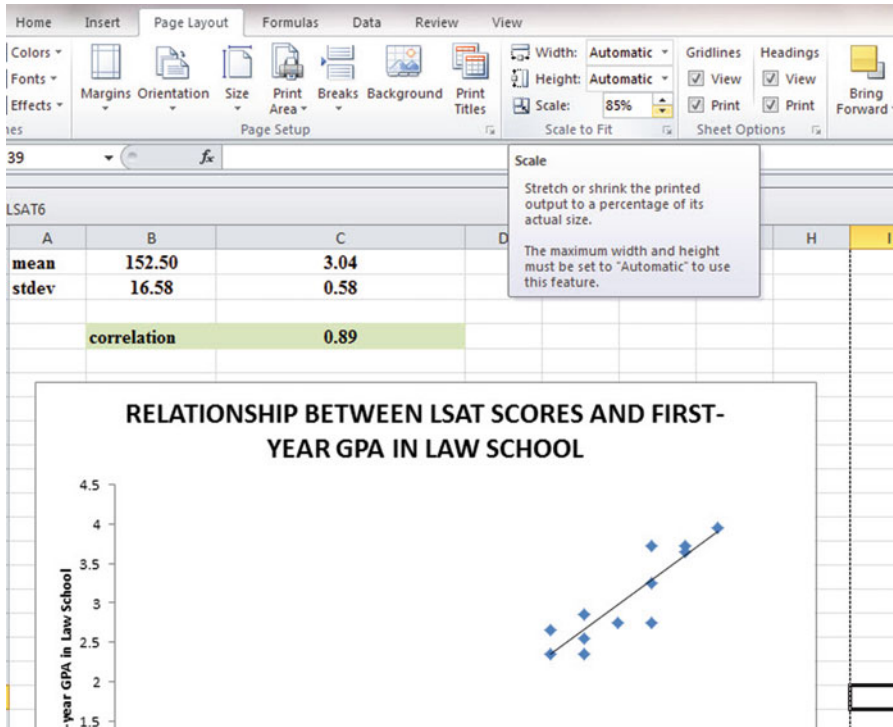 Home Insert Page Layout Formulas Data Review View
Colors
Fonts
Effects
Margins Orientation Size Print Area Breaks Background Print Titles
Width: Automatic
Height: Automatic
Scale: 85%
Gridlines Headings
View View
Print Print
Bring Forward
Page Setup
Scale to Fit
Sheet Options
39
fx
Scale
Stretch or shrink the printed
output to a percentage of its
actual size.
The maximum width and height
must be set to "Automatic" to use
this feature.
LSAT6
A B C D H I
mean 152.50 3.04
stdev 16.58 0.58
correlation 0.89
RELATIONSHIP BETWEEN LSAT SCORES AND FIRST-
YEAR GPA IN LAW SCHOOL
4.5
4
3.5
3
2.5
2
1.5
-year GPA in Law School